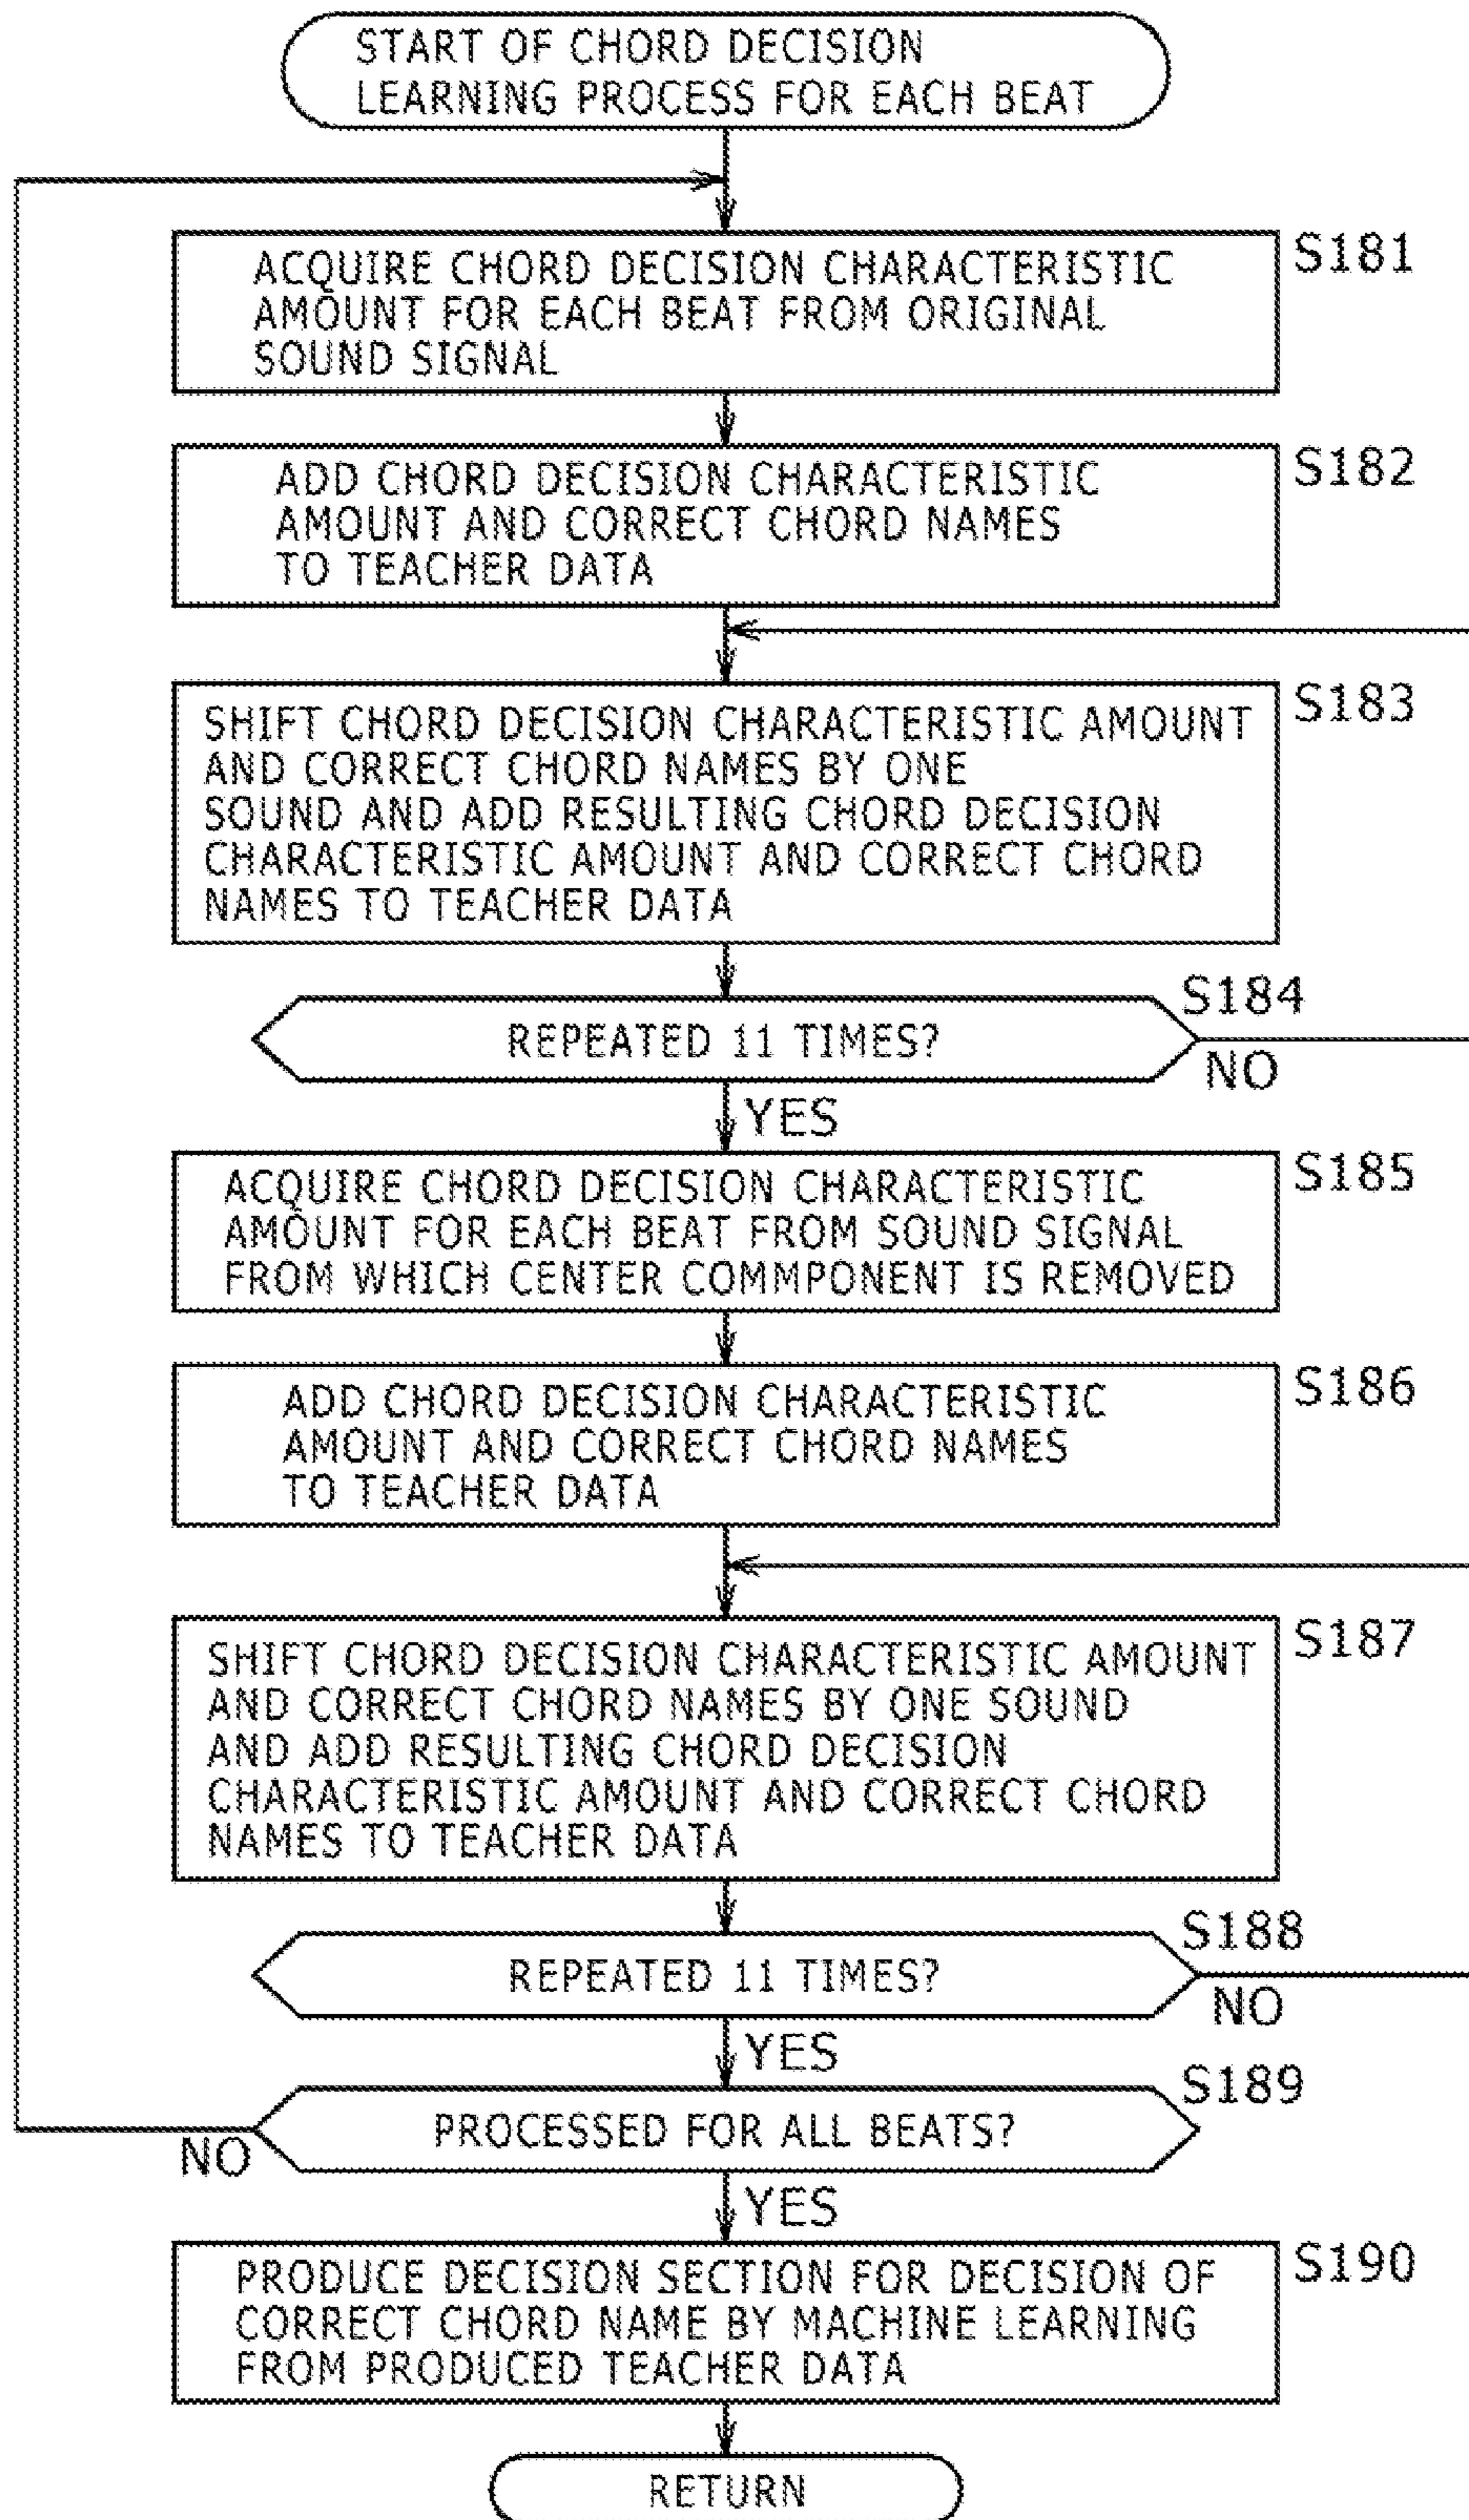 START OF CHORD DECISION
LEARNING PROCESS FOR EACH BEAT
S181
ACQUIRE CHORD DECISION CHARACTERISTIC
AMOUNT FOR EACH BEAT FROM ORIGINAL
SOUND SIGNAL
S182
ADD CHORD DECISION CHARACTERISTIC
AMOUNT AND CORRECT CHORD NAMES
TO TEACHER DATA
S183
SHIFT CHORD DECISION CHARACTERISTIC AMOUNT
AND CORRECT CHORD NAMES BY ONE
SOUND AND ADD RESULTING CHORD DECISION
CHARACTERISTIC AMOUNT AND CORRECT CHORD
NAMES TO TEACHER DATA
S184
REPEATED 11 TIMES?
NO
YES
S185
ACQUIRE CHORD DECISION CHARACTERISTIC
AMOUNT FOR EACH BEAT FROM SOUND SIGNAL
FROM WHICH CENTER COMMPONENT IS REMOVED
S186
ADD CHORD DECISION CHARACTERISTIC
AMOUNT AND CORRECT CHORD NAMES
TO TEACHER DATA
S187
SHIFT CHORD DECISION CHARACTERISTIC AMOUNT
AND CORRECT CHORD NAMES BY ONE SOUND
AND ADD RESULTING CHORD DECISION
CHARACTERISTIC AMOUNT AND CORRECT CHORD
NAMES TO TEACHER DATA
S188
REPEATED 11 TIMES?
NO
YES
S189
PROCESSED FOR ALL BEATS?
NO
YES
S190
PRODUCE DECISION SECTION FOR DECISION OF
CORRECT CHORD NAME BY MACHINE LEARNING
FROM PRODUCED TEACHER DATA
RETURN